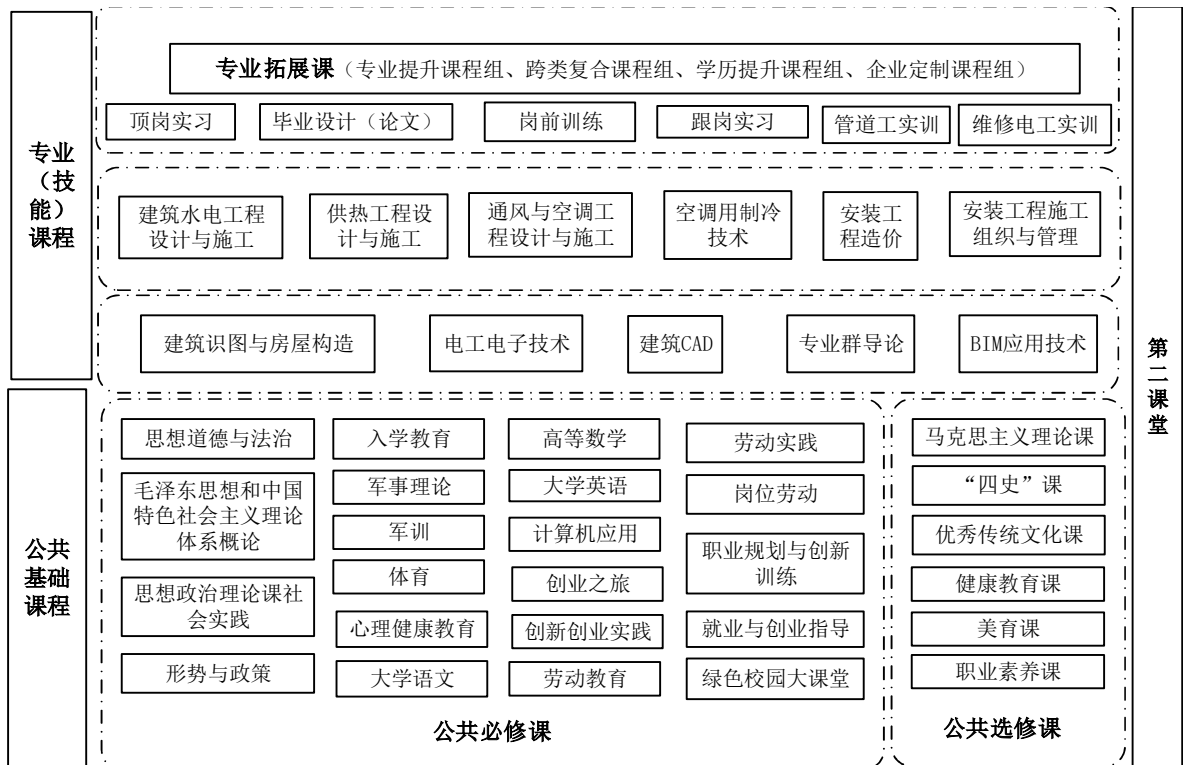 专业拓展课（专业提升课程组、跨类复合课程组、学历提升课程组、企业定制课程组）
顶岗实习
毕业设计（论文）
岗前训练
跟岗实习
管道工实训
维修电工实训
专业
（技
能）
课程
建筑水电工程
设计与施工
供热工程设
计与施工
通风与空调工
程设计与施工
空调用制冷
技术
安装工
程造价
安装工程施工
组织与管理
建筑识图与房屋构造
电工电子技术
建筑CAD
专业群导论
BIM应用技术
第
二
课
堂
公共
基础
课程
思想道德与法治
毛泽东思想和中国
特色社会主义理论
体系概论
思想政治理论课社
会实践
形势与政策
入学教育
军事理论
军训
体育
心理健康教育
大学语文
高等数学
大学英语
计算机应用
创业之旅
创新创业实践
劳动教育
劳动实践
岗位劳动
职业规划与创新
训练
就业与创业指导
绿色校园大课堂
公共必修课
马克思主义理论课
“四史”课
优秀传统文化课
健康教育课
美育课
职业素养课
公共选修课